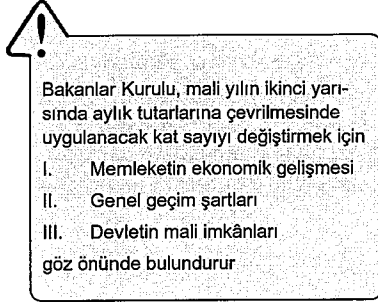 Bakanlar Kurulu, mali yılın ikinci yarı-
sında aylık tutarlarına çevrilmesinde
uygulanacak kat sayıyı değiştirmek için
I. Memleketin ekonomik gelişmesi
II. Genel geçim şartları
III. Devletin mali imkânları
göz önünde bulundurur